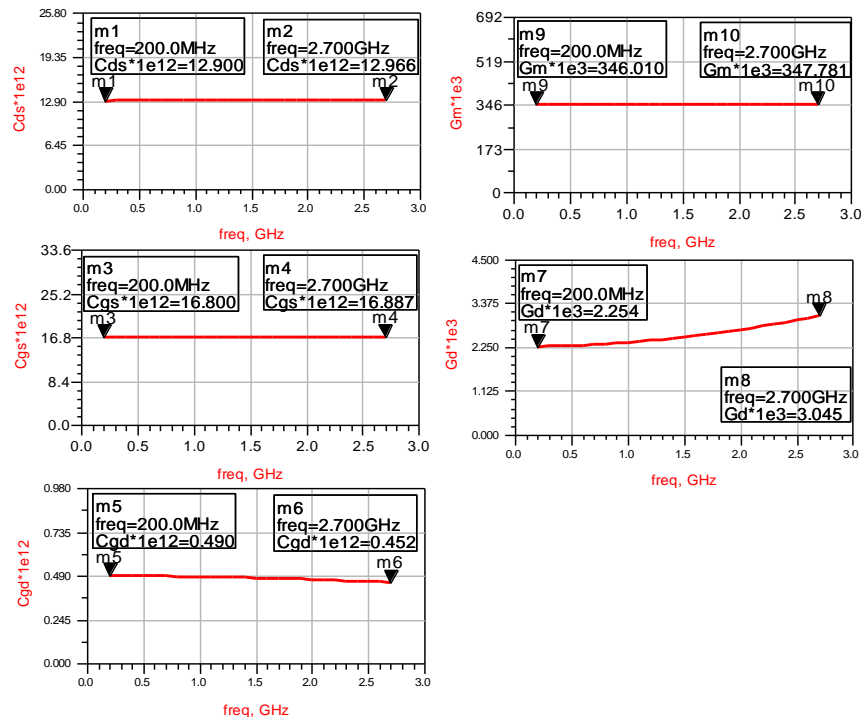 25.80
19.35
12.90
6.45
0.00
Cds*1e12
m1
freq=200.0MHz
Cds*1e12=12.900
m1
m2
freq=2.700GHz
Cds*1e12=12.966
m2
0.0 0.5 1.0 1.5 2.0 2.5 3.0
freq, GHz
692
519
346
173
0
Gm*1e3
m9
freq=200.0MHz
Gm*1e3=346.010
m9
m10
freq=2.700GHz
Gm*1e3=347.781
m10
0.0 0.5 1.0 1.5 2.0 2.5 3.0
freq, GHz
33.6
25.2
16.8
8.4
0.0
Cgs*1e12
m3
freq=200.0MHz
Cgs*1e12=16.800
m3
m4
freq=2.700GHz
Cgs*1e12=16.887
m4
0.0 0.5 1.0 1.5 2.0 2.5 3.0
freq, GHz
4.500
3.375
2.250
1.125
0.000
Gd*1e3
m7
freq=200.0MHz
Gd*1e3=2.254
m7
m8
m8
freq=2.700GHz
Gd*1e3=3.045
0.0 0.5 1.0 1.5 2.0 2.5 3.0
freq, GHz
0.980
0.735
0.490
0.245
0.000
Cgd*1e12
m5
freq=200.0MHz
Cgd*1e12=0.490
m5
m6
freq=2.700GHz
Cgd*1e12=0.452
m6
0.0 0.5 1.0 1.5 2.0 2.5 3.0
freq, GHz